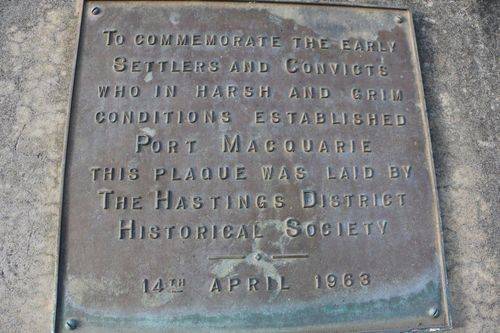 To commemorate the early
Settlers and Convicts
who in harsh and grim
conditions established
Port Macquarie
this plaque was laid by
The Hastings District
Historical Society
14th April 1963